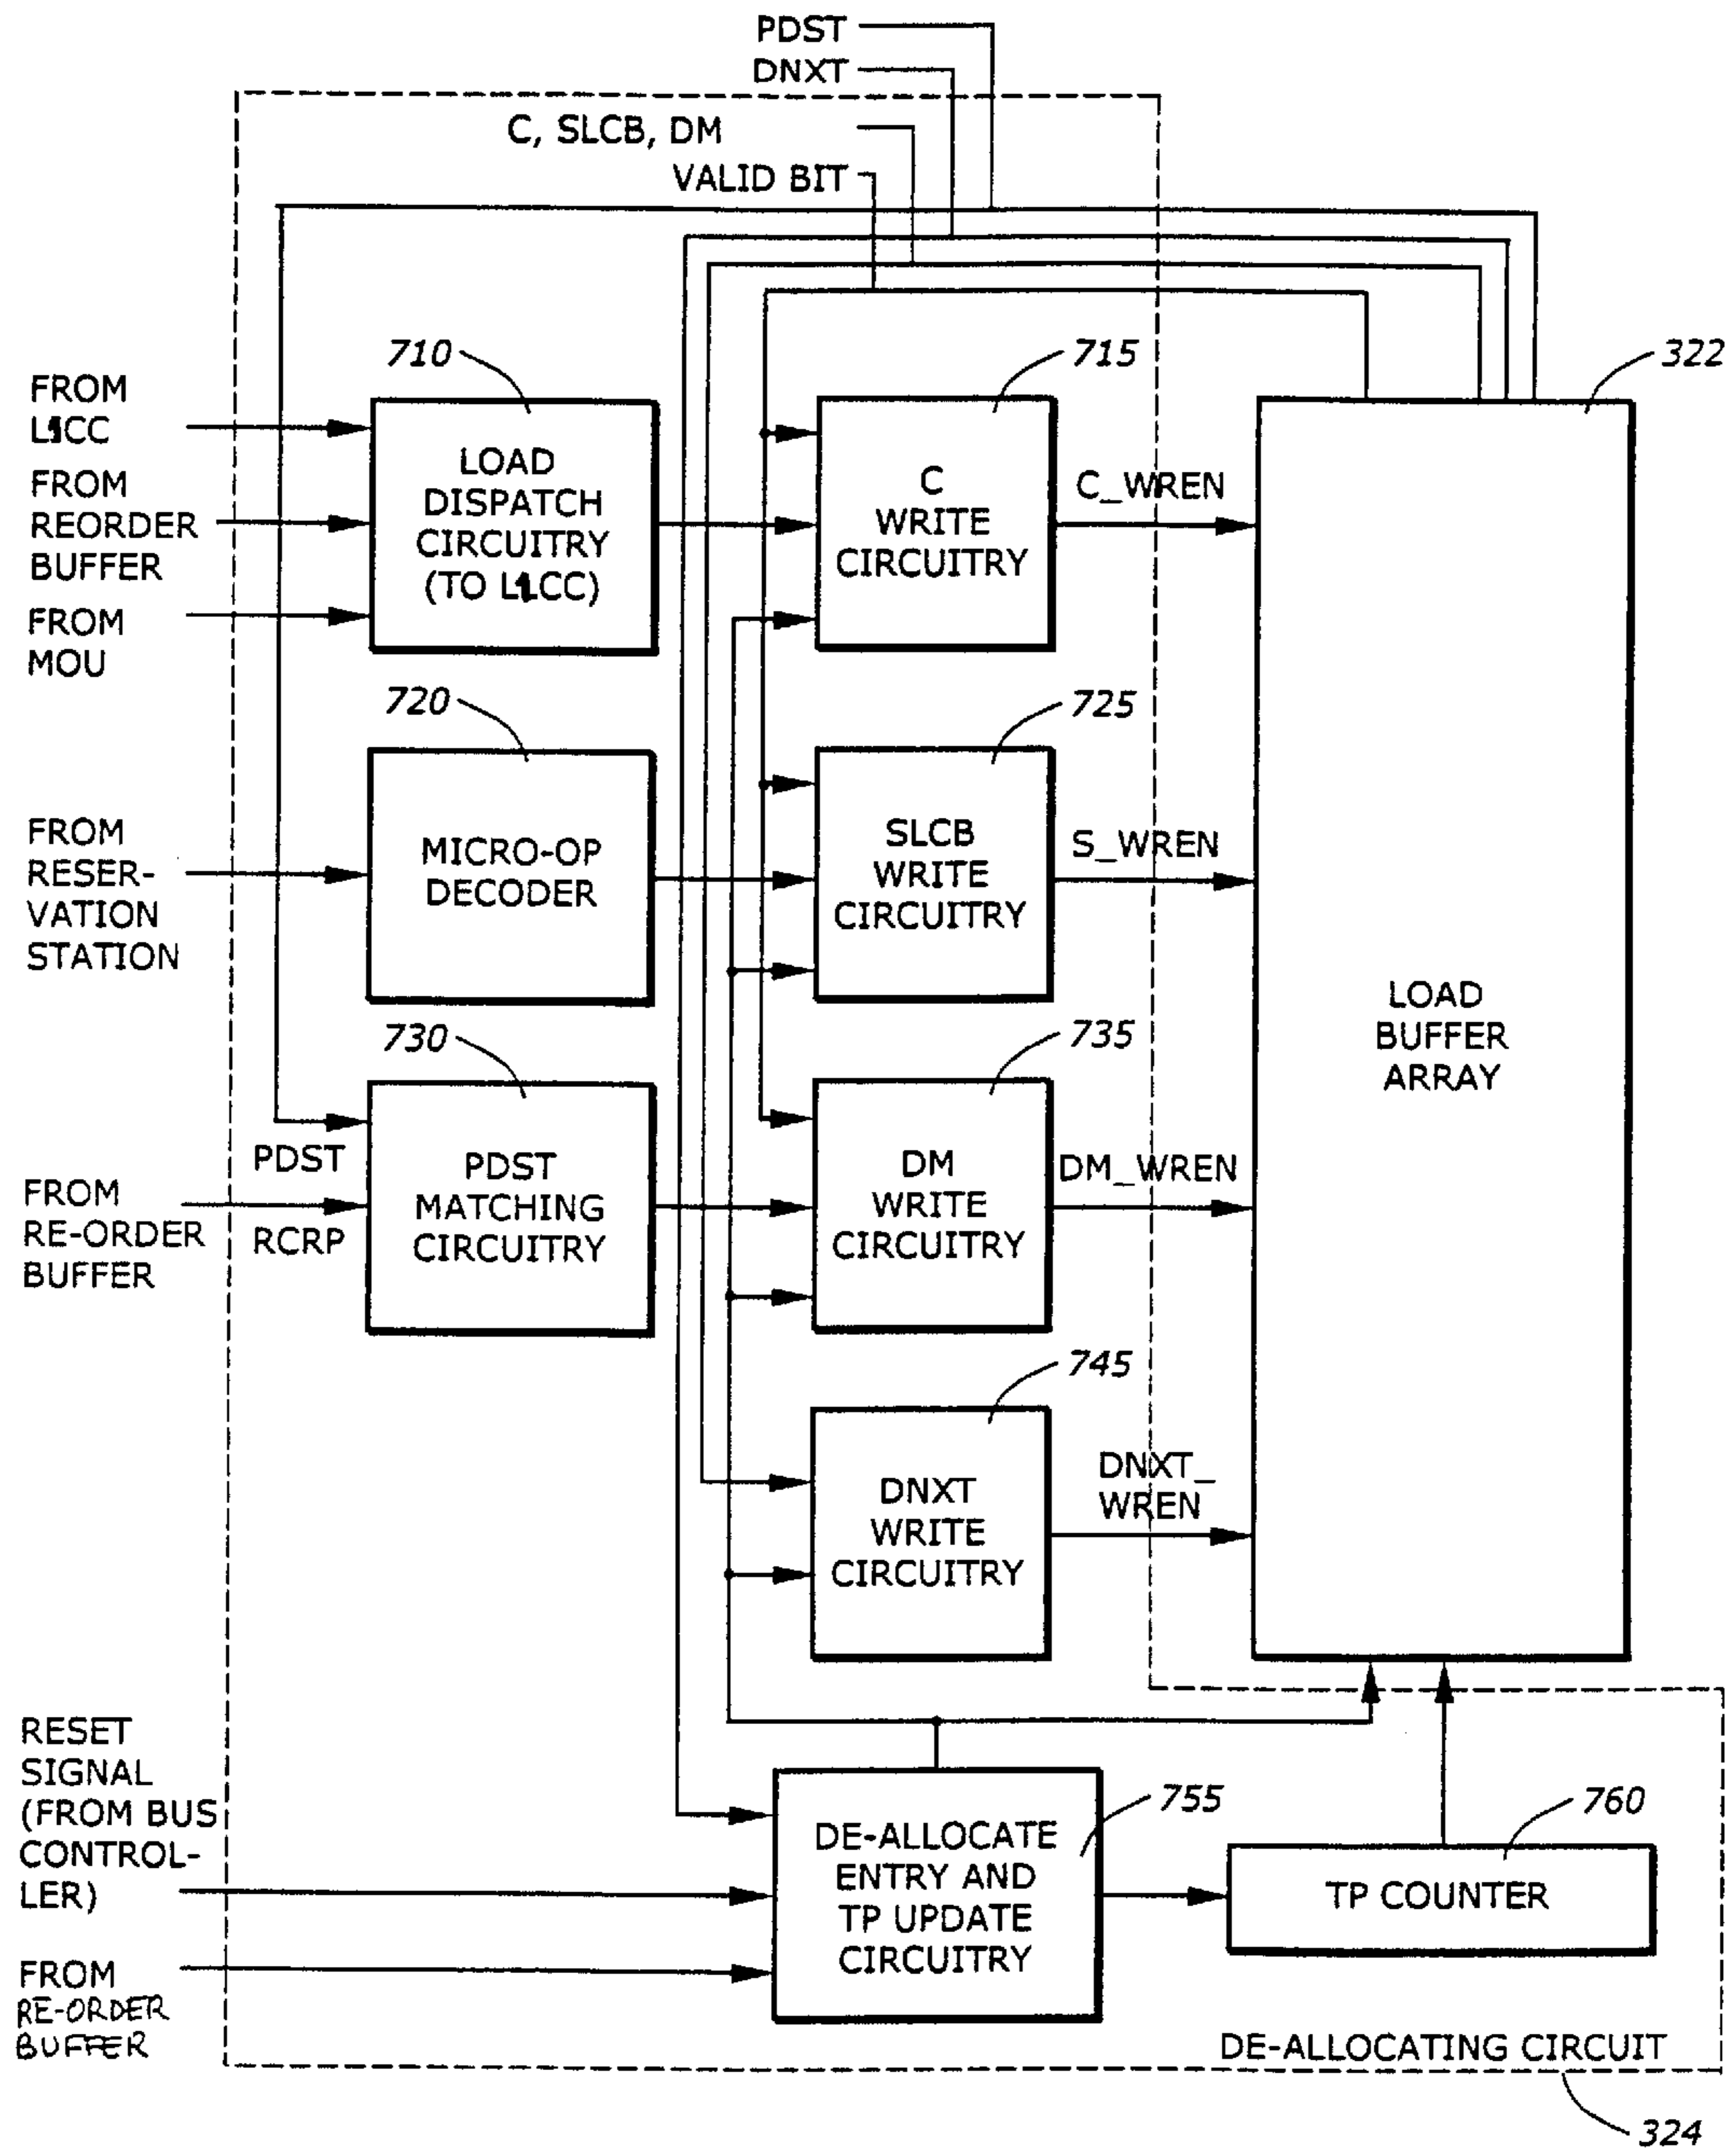 PDST
DNXT
C, SLCB, DM
VALID BIT
710
715
322
FROM
L1CC
FROM
REORDER
BUFFER
FROM
MOU
LOAD
DISPATCH
CIRCUITRY
(TO L1LCC)
C
WRITE
CIRCUITRY
C_WREN
720
725
FROM
RESER-
VATION
STATION
MICRO-OP
DECODER
SLCB
WRITE
CIRCUITRY
S_WREN
LOAD
BUFFER
ARRAY
730
735
PDST
FROM
RE-ORDER
BUFFER
RCRP
PDST
MATCHING
CIRCUITRY
DM
WRITE
CIRCUITRY
DM_WREN
745
DNXT
WRITE
CIRCUITRY
DNXT_
WREN
RESET
SIGNAL
(FROM BUS
CONTROL-
LER)
FROM
RE-ORDER
BUFFER
755
DE-ALLOCATE
ENTRY AND
TP UPDATE
CIRCUITRY
760
TP COUNTER
DE-ALLOCATING CIRCUIT
324